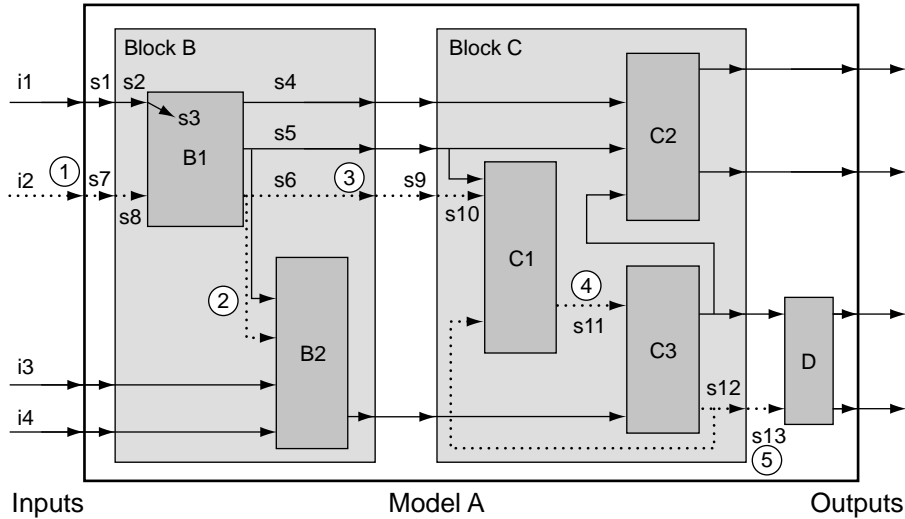 Block B
Block C
i1
s1
s2
s4
s3
B1
s5
C2
1
i2
s7
s8
s6
3
s9
s10
C1
2
4
s11
B2
C3
i3
i4
s12
D
s13
5
Inputs
Model A
Outputs